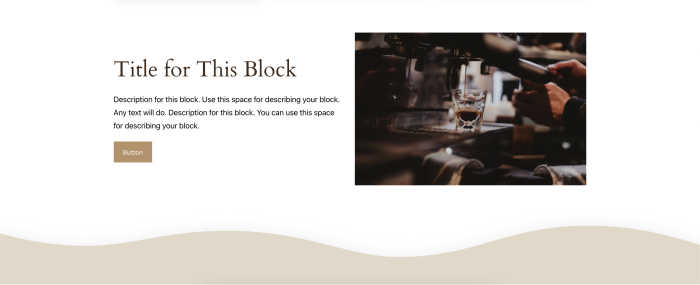 Title for This Block
Description for this block. Use this space for describing your block.
Any text will do. Description for this block. You can use this space
for describing your block.
Button